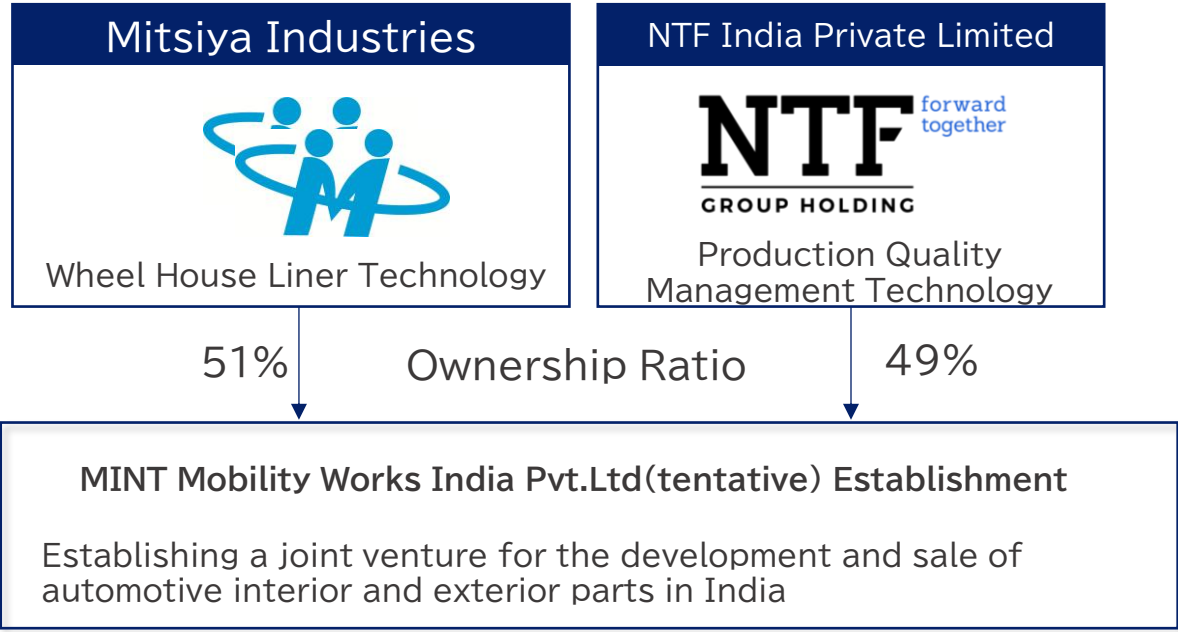 Mitsiya Industries
NTF India Private Limited
NTF forward
together
GROUP HOLDING
Wheel House Liner Technology
Production Quality
Management Technology
51%
Ownership Ratio
49%
MINT Mobility Works India Pvt.Ltd(tentative) Establishment
Establishing a joint venture for the development and sale of
automotive interior and exterior parts in India